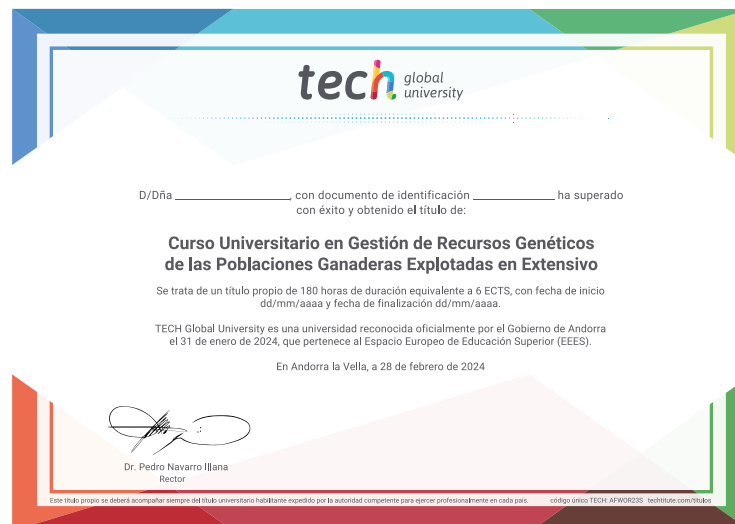 tech global university
D/Dña ____________, con documento de identificación ____________ ha superado
con éxito y obtenido el título de:
Curso Universitario en Gestión de Recursos Genéticos
de las Poblaciones Ganaderas Explotadas en Extensivo
Se trata de un título propio de 180 horas de duración equivalente a 6 ECTS, con fecha de inicio
dd/mm/aaaa y fecha de finalización dd/mm/aaaa.
TECH Global University es una universidad reconocida oficialmente por el Gobierno de Andorra
el 31 de enero de 2024, que pertenece al Espacio Europeo de Educación Superior (EEES).
En Andorra la Vella, a 28 de febrero de 2024
Dr. Pedro Navarro Illana
Rector
Este título propio se deberá acompañar siempre del título universitario habilitante expedido por la autoridad competente para ejercer profesionalmente en cada país. código único TECH: AFWOR23S techtitute.com/titulos